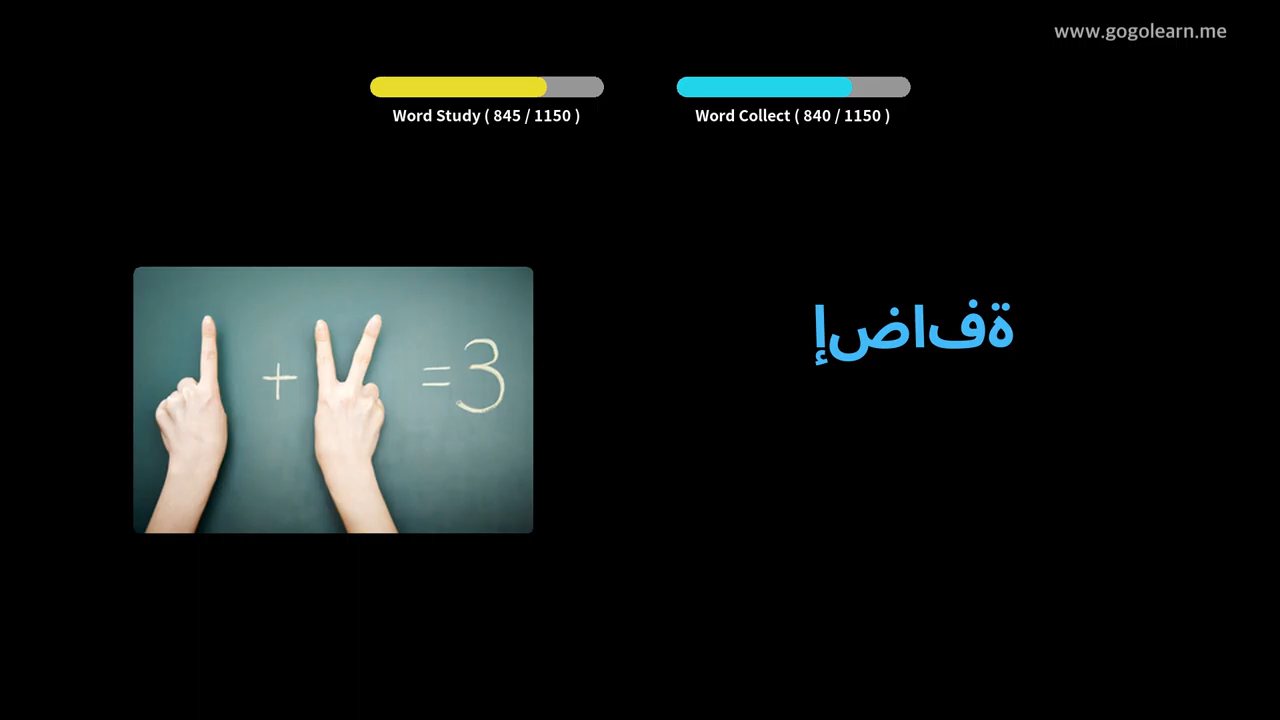 www.gogolearn.me
Word Study ( 845 / 1150 )
Word Collect ( 840 / 1150 )
ةفاضإ
+ = 3